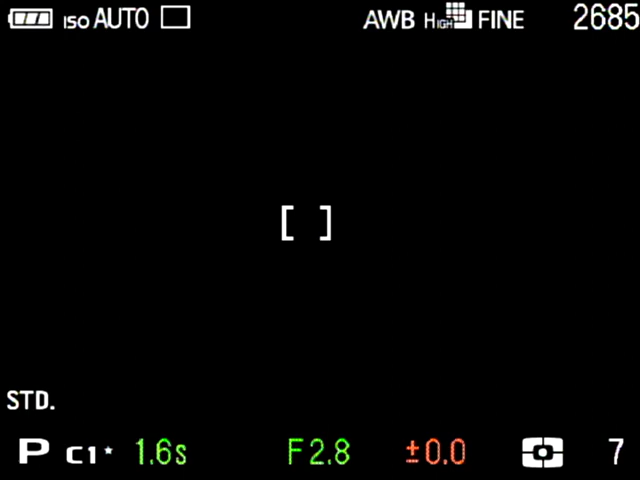 ISO AUTO AWB HIGH FINE 2685
[ ]
STD.
P C1* 1.6s F2.8 ±0.0 7